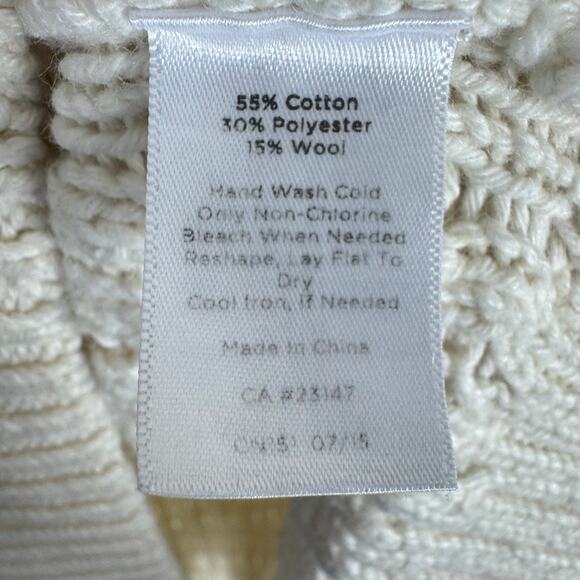 55% Cotton
30% Polyester
15% Wool
Hand Wash Cold
Only Non-Chlorine
Bleach When Needed
Reshape, Lay Flat To
Dry
Cool Iron, If Needed
Made In China
CA #23147
07/15